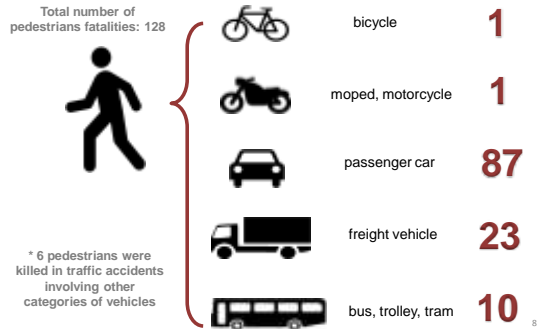 Total number of
pedestrians fatalities: 128
bicycle
1
moped, motorcycle
1
passenger car
87
freight vehicle
23
* 6 pedestrians were
killed in traffic accidents
involving other
categories of vehicles
bus, trolley, tram
10
8